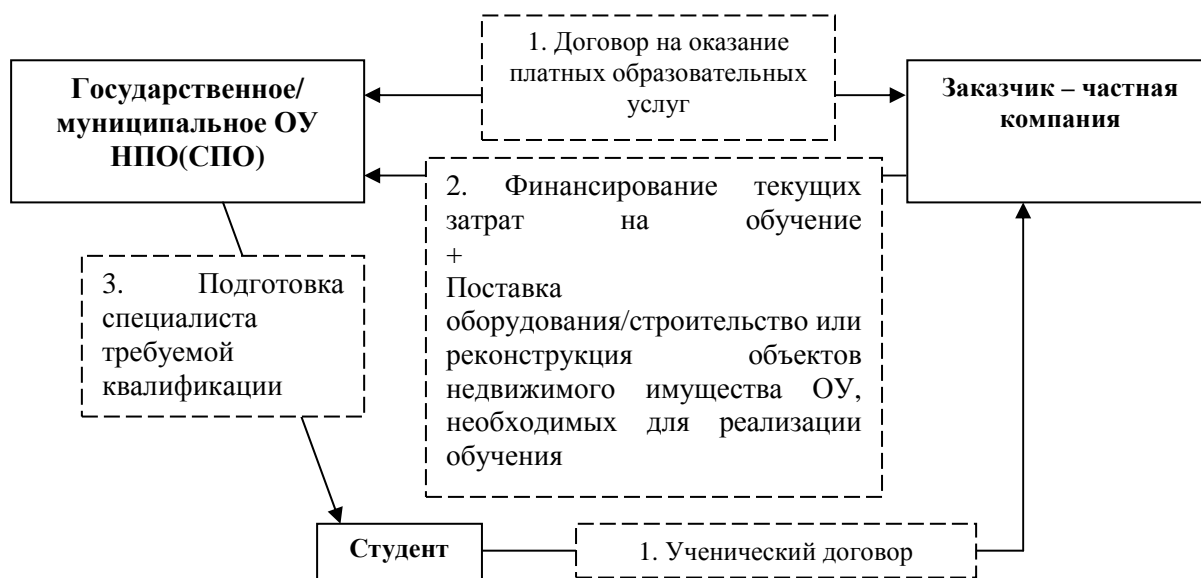 1. Договор на оказание
платных образовательных
услуг
Государственное/
муниципальное ОУ
НПО(СПО)
Заказчик – частная
компания
2. Финансирование текущих
затрат на обучение
+
Поставка
оборудования/строительство или
реконструкция объектов
недвижимого имущества ОУ,
необходимых для реализации
обучения
3. Подготовка
специалиста
требуемой
квалификации
Студент
1. Ученический договор